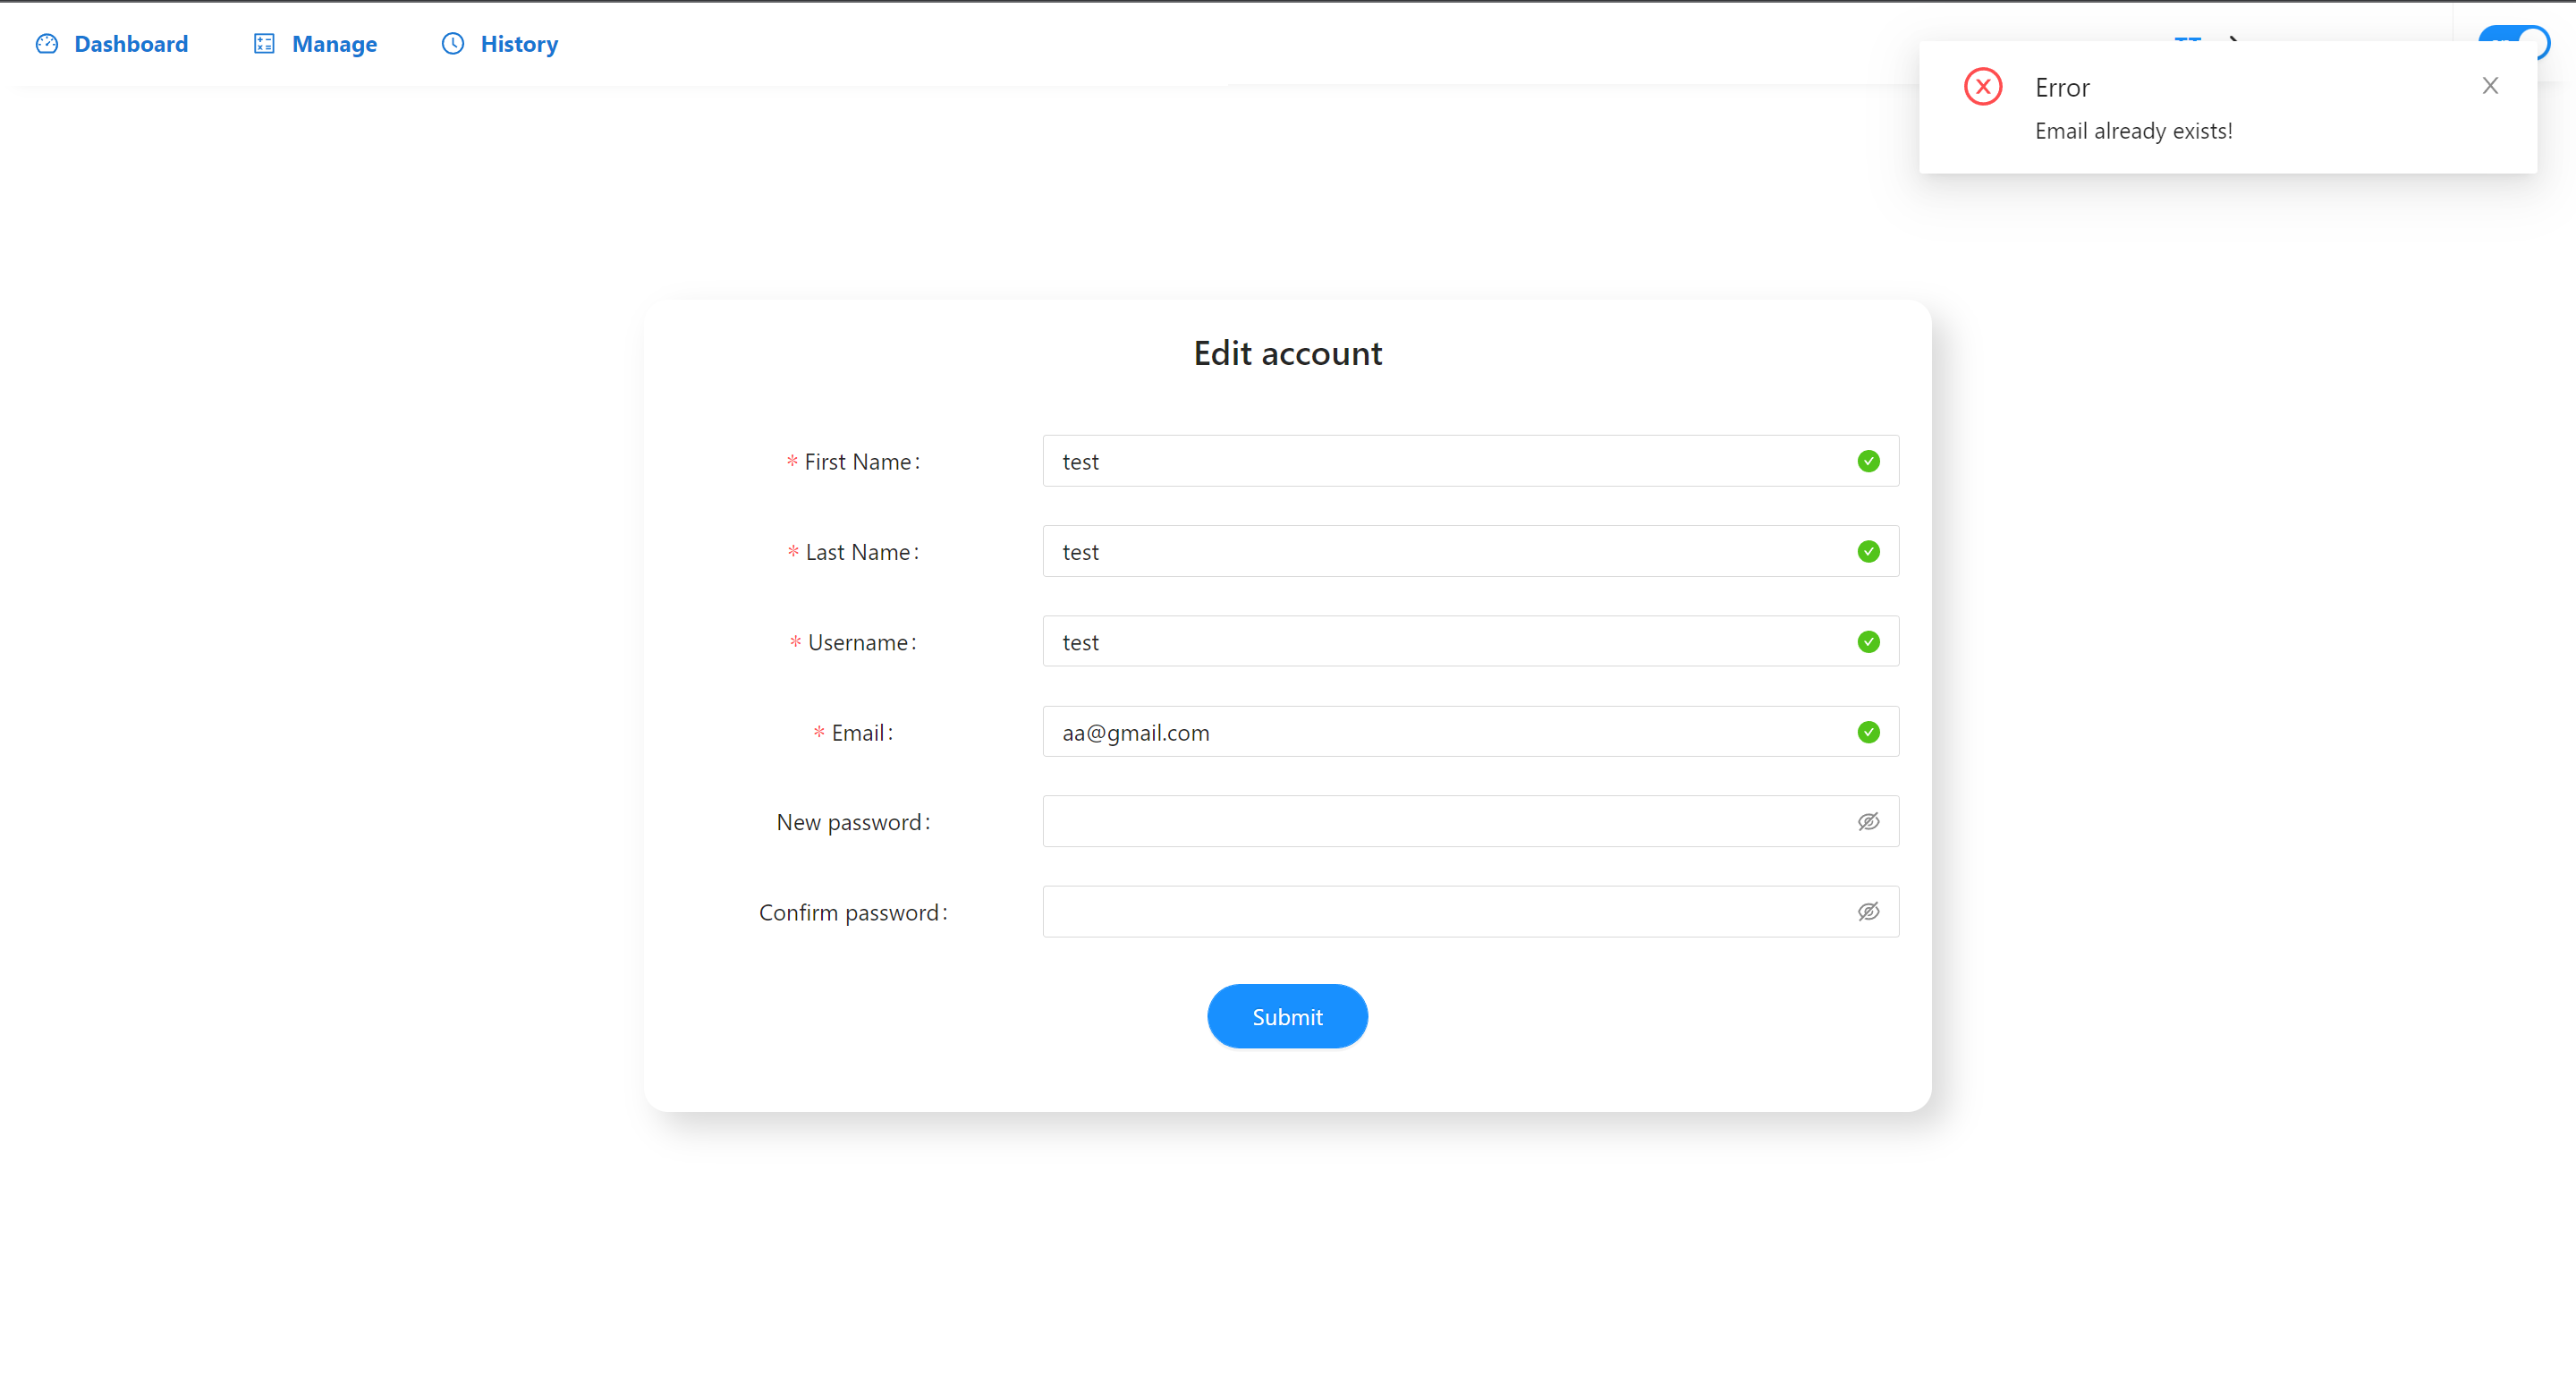 Dashboard
Manage
History
Error
Email already exists!
Edit account
* First Name:
test
* Last Name:
test
* Username:
test
* Email:
aa@gmail.com
New password:
Confirm password:
Submit